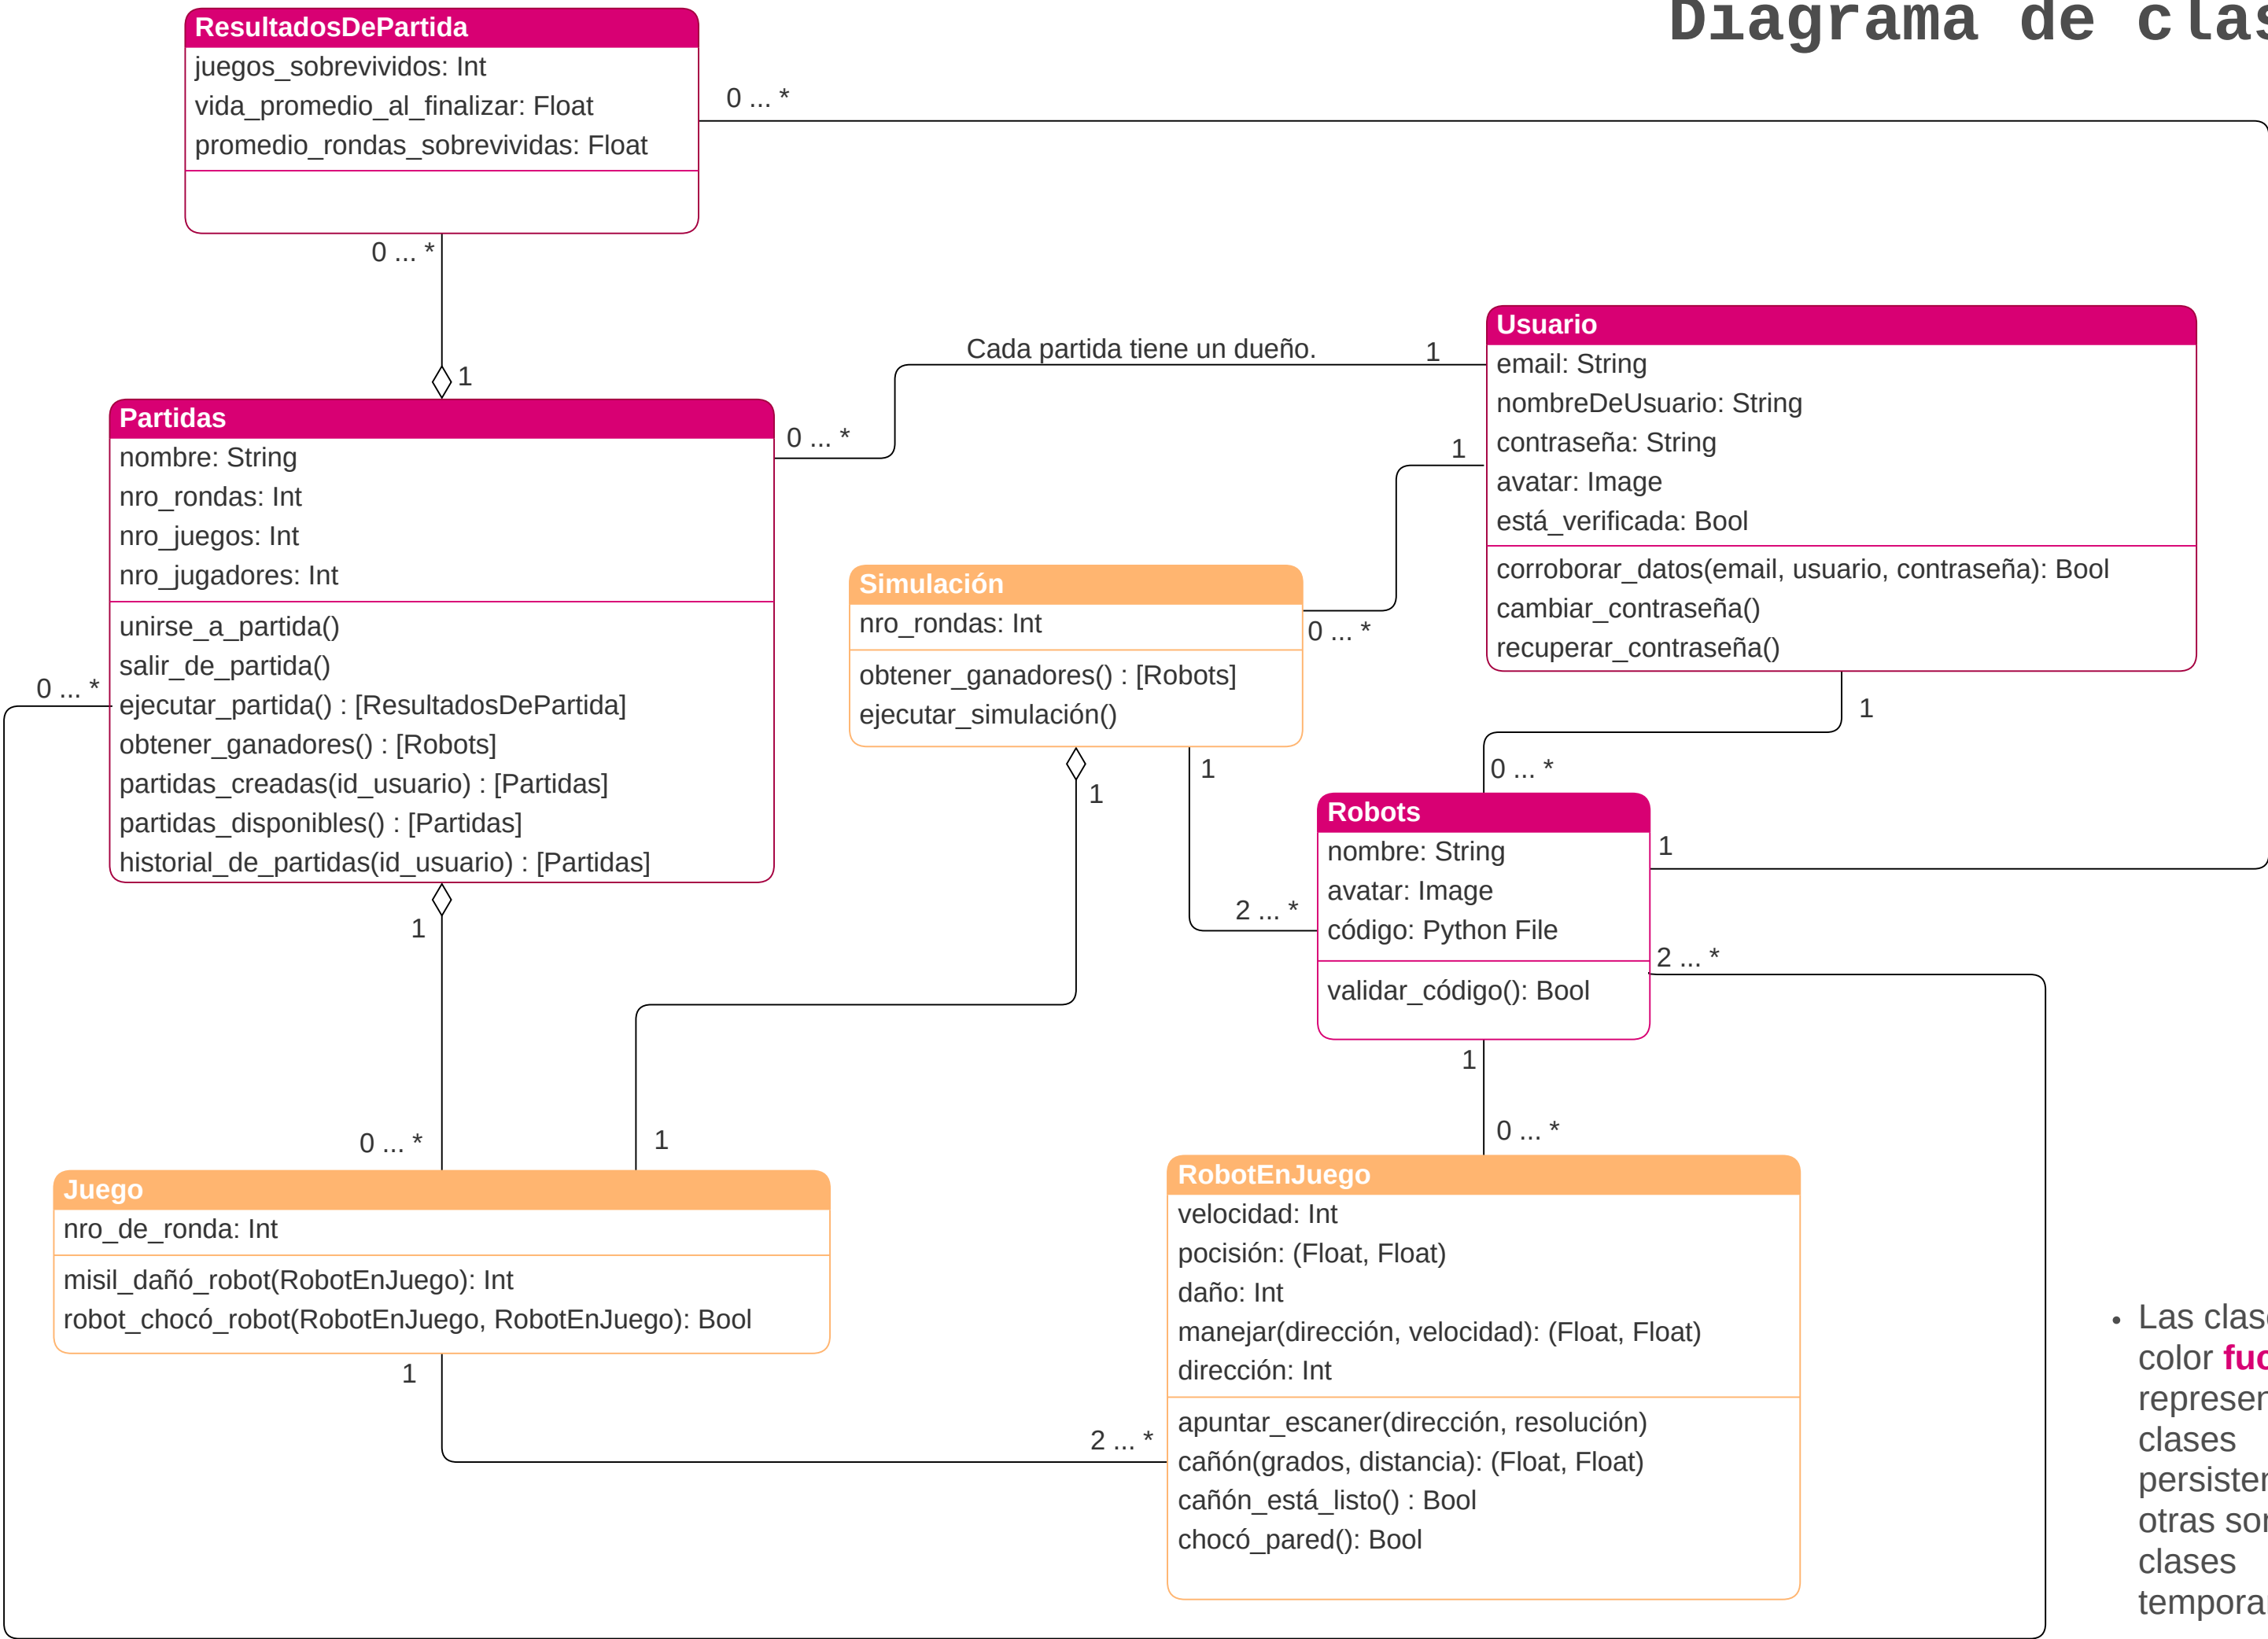 Diagrama de clas
ResultadosDePartida
juegos_sobrevividos: Int
vida_promedio_al_finalizar: Float
promedio_rondas_sobrevividas: Float
0 ... *
0 ... *
1
Cada partida tiene un dueño.
1
0 ... *
Usuario
email: String
nombreDeUsuario: String
contraseña: String
avatar: Image
está_verificada: Bool
corroborar_datos(email, usuario, contraseña): Bool
cambiar_contraseña()
recuperar_contraseña()
1
0 ... *
1
0 ... *
Partidas
nombre: String
nro_rondas: Int
nro_juegos: Int
nro_jugadores: Int
unirse_a_partida()
salir_de_partida()
ejecutar_partida() : [ResultadosDePartida]
obtener_ganadores() : [Robots]
partidas_creadas(id_usuario) : [Partidas]
partidas_disponibles() : [Partidas]
historial_de_partidas(id_usuario) : [Partidas]
0 ... *
1
0 ... *
Simulación
nro_rondas: Int
obtener_ganadores() : [Robots]
ejecutar_simulación()
1
1
1
2 ... *
Robots
nombre: String
avatar: Image
código: Python File
validar_código(): Bool
1
2 ... *
1
0 ... *
Juego
nro_de_ronda: Int
misil_dañó_robot(RobotEnJuego): Int
robot_chocó_robot(RobotEnJuego, RobotEnJuego): Bool
1
2 ... *
RobotEnJuego
velocidad: Int
pocisión: (Float, Float)
daño: Int
manejar(dirección, velocidad): (Float, Float)
dirección: Int
apuntar_escaner(dirección, resolución)
cañón(grados, distancia): (Float, Float)
cañón_está_listo() : Bool
chocó_pared(): Bool
• Las clas
color fuc
represen
clases
persister
otras sor
clases
tempora